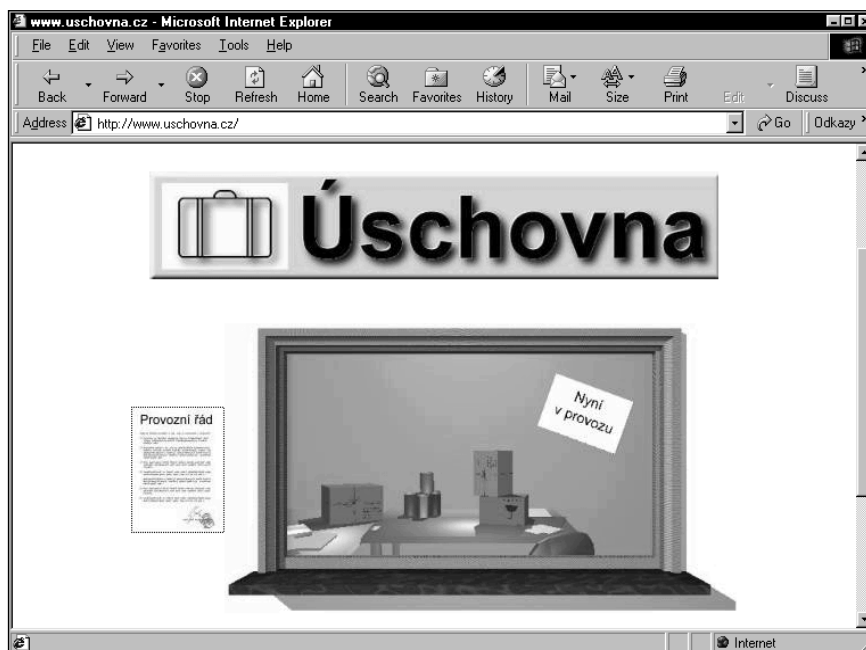 www.uschovna.cz - Microsoft Internet Explorer
File Edit View Favorites Tools Help
Back Forward Stop Refresh Home Search Favorites History Mail Size Print Edit Discuss
Address http://www.uschovna.cz/ Go Odkazy
Úschovna
Nyní
v provozu
Provozní řád
Internet